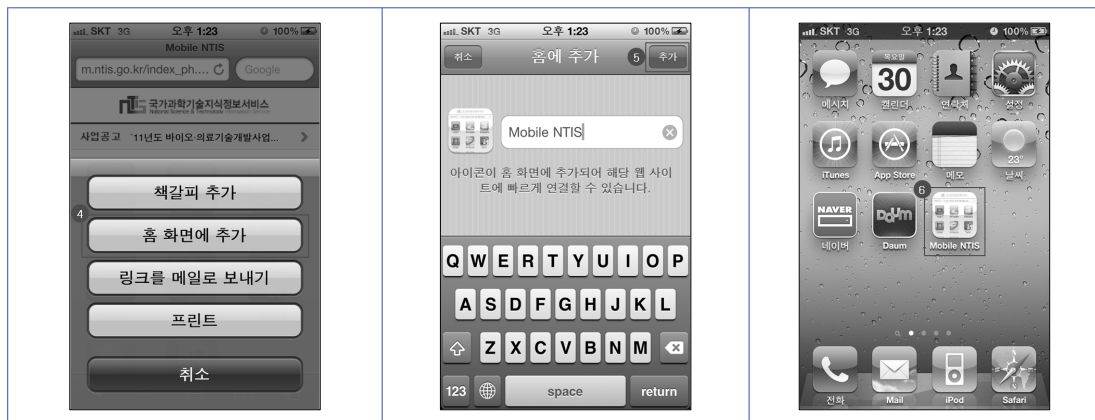 SKT 3G 오후 1:23 100%
Mobile NTIS
m.ntis.go.kr/index_ph.... Google
NTIS 국가과학기술지식정보서비스
National Science & Technology Information Service
사업공고 '11년도 바이오·의료기술개발사업...
책갈피 추가
4
홈 화면에 추가
링크를 메일로 보내기
프린트
취소
SKT 3G 오후 1:23 100%
취소 홈에 추가 5 추가
Mobile NTIS
아이콘이 홈 화면에 추가되어 해당 웹 사이
트에 빠르게 연결할 수 있습니다.
Q W E R T Y U I O P
A S D F G H J K L
Z X C V B N M
123 space return
SKT 3G 오후 1:23 100%
목요일
30
메시지 캘린더 연락처 설정
23°
iTunes App Store 메모 날씨
6
NAVER Daum
네이버 Daum Mobile NTIS
전화 Mail iPod Safari